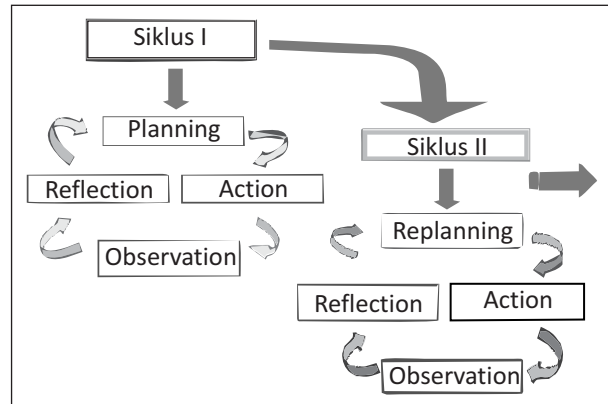 Siklus I
Planning
Reflection
Action
Observation
Siklus II
Replanning
Reflection
Action
Observation